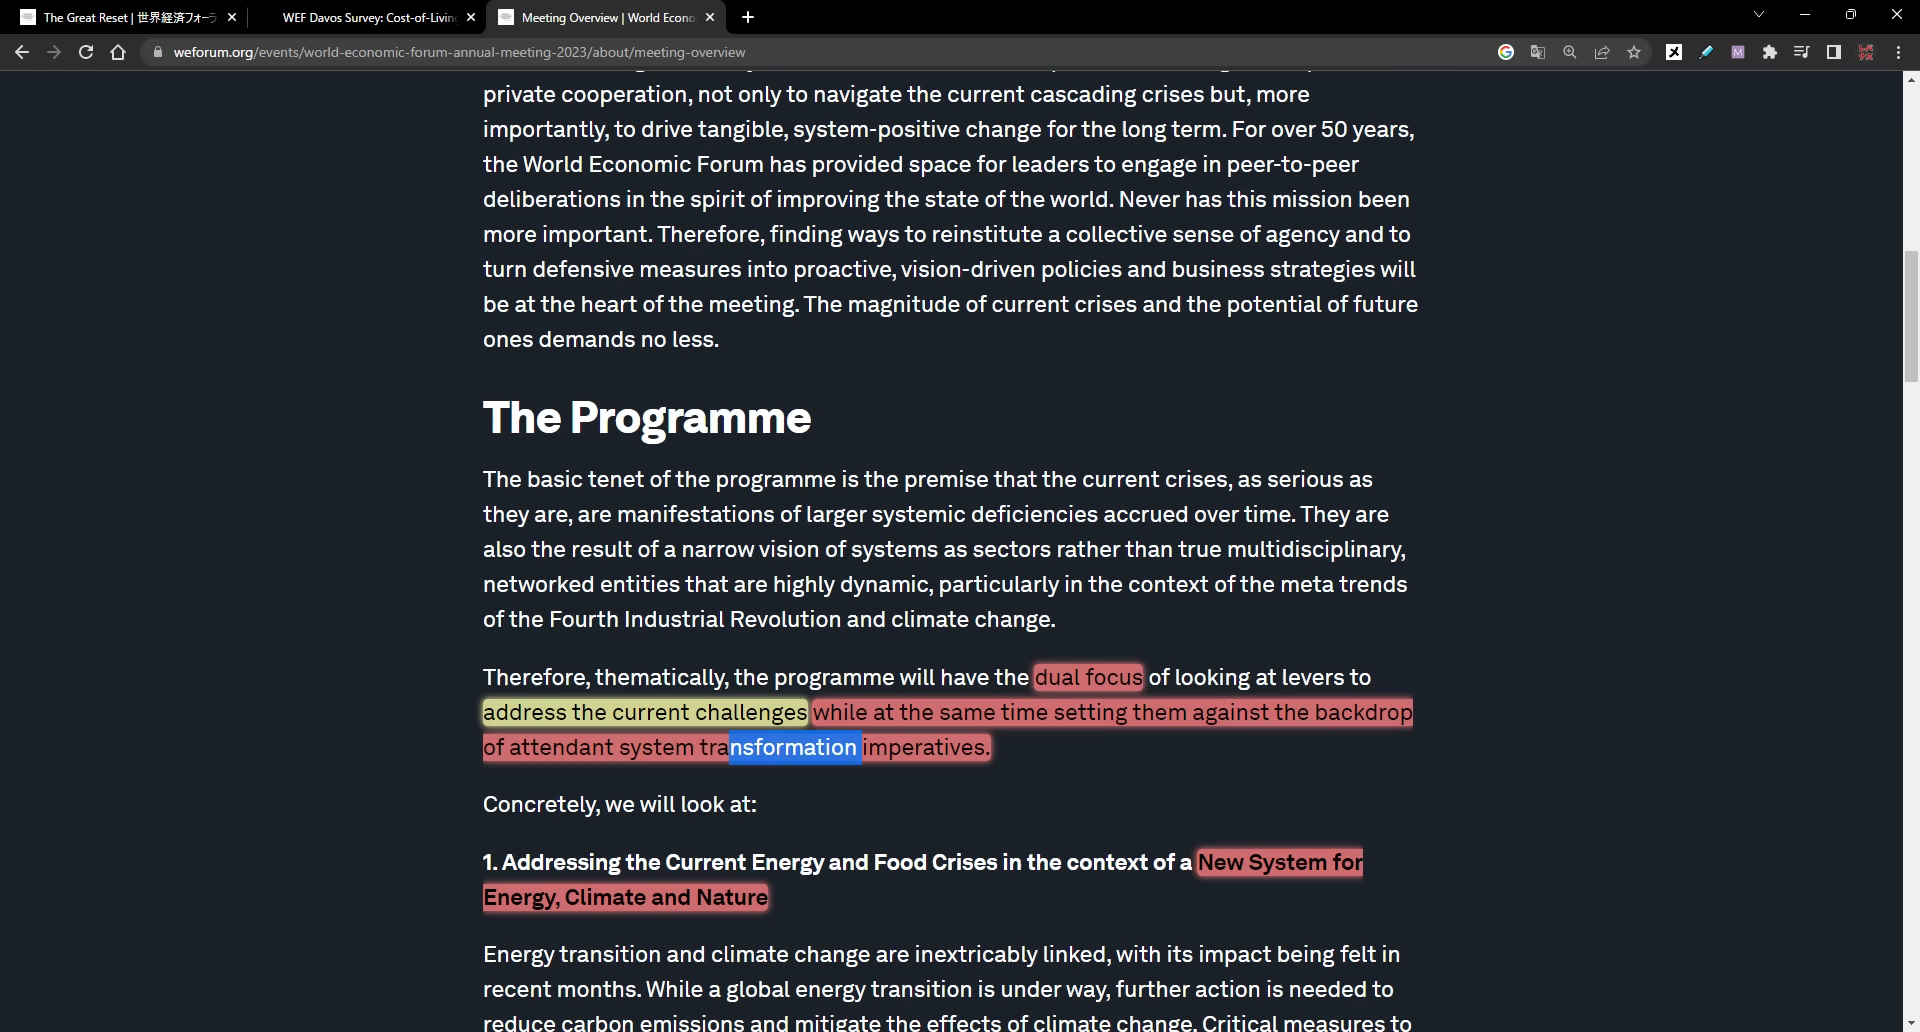 The Great Reset | 世界経済フォーラ
WEF Davos Survey: Cost-of-Living
Meeting Overview | World Econo
weforum.org/events/world-economic-forum-annual-meeting-2023/about/meeting-overview
private cooperation, not only to navigate the current cascading crises but, more
importantly, to drive tangible, system-positive change for the long term. For over 50 years,
the World Economic Forum has provided space for leaders to engage in peer-to-peer
deliberations in the spirit of improving the state of the world. Never has this mission been
more important. Therefore, finding ways to reinstitute a collective sense of agency and to
turn defensive measures into proactive, vision-driven policies and business strategies will
be at the heart of the meeting. The magnitude of current crises and the potential of future
ones demands no less.
The Programme
The basic tenet of the programme is the premise that the current crises, as serious as
they are, are manifestations of larger systemic deficiencies accrued over time. They are
also the result of a narrow vision of systems as sectors rather than true multidisciplinary,
networked entities that are highly dynamic, particularly in the context of the meta trends
of the Fourth Industrial Revolution and climate change.
Therefore, thematically, the programme will have the dual focus of looking at levers to
address the current challenges while at the same time setting them against the backdrop
of attendant system transformation imperatives.
Concretely, we will look at:
1. Addressing the Current Energy and Food Crises in the context of a New System for
Energy, Climate and Nature
Energy transition and climate change are inextricably linked, with its impact being felt in
recent months. While a global energy transition is under way, further action is needed to
reduce carbon emissions and mitigate the effects of climate change. Critical measures to